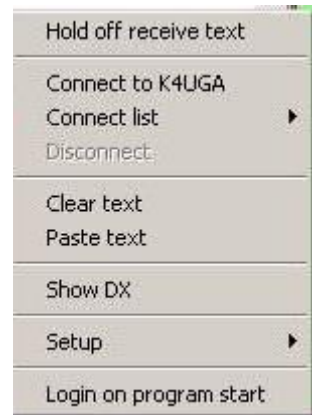 Hold off receive text
Connect to K4UGA
Connect list
Disconnect
Clear text
Paste text
Show DX
Setup
Login on program start